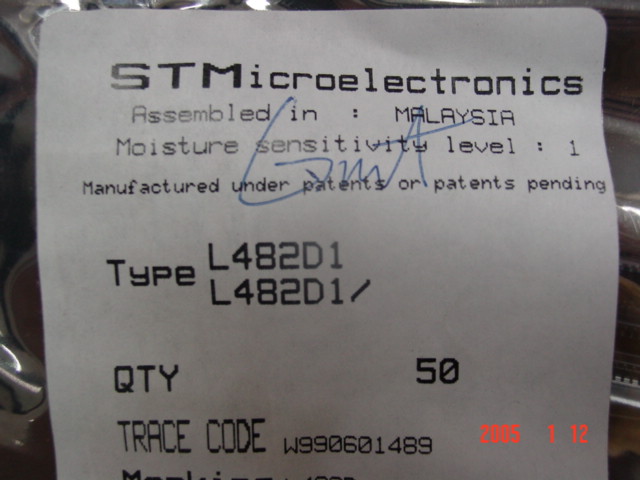 STMicroelectronics
Assembled in : MALAYSIA
Moisture sensitivity level : 1
Manufactured under patents or patents pending
Type L482D1
L482D1/
QTY 50
TRACE CODE W990601489
2005 1 12